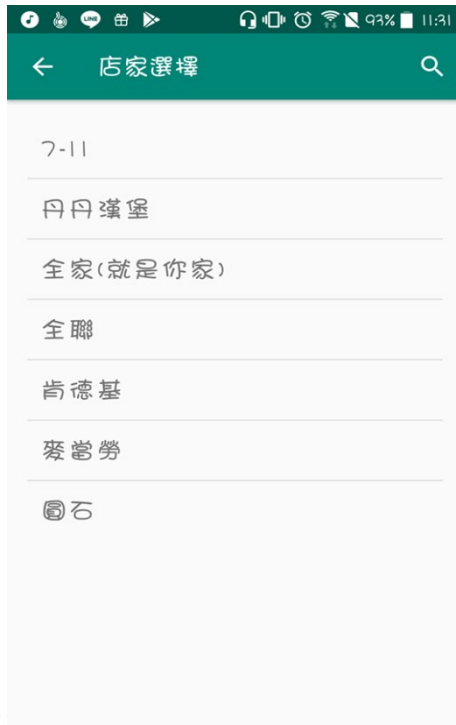 LINE 93% 11:31
店家選擇
7-11
丹丹漢堡
全家(就是你家)
全聯
肯德基
麥當勞
圓石